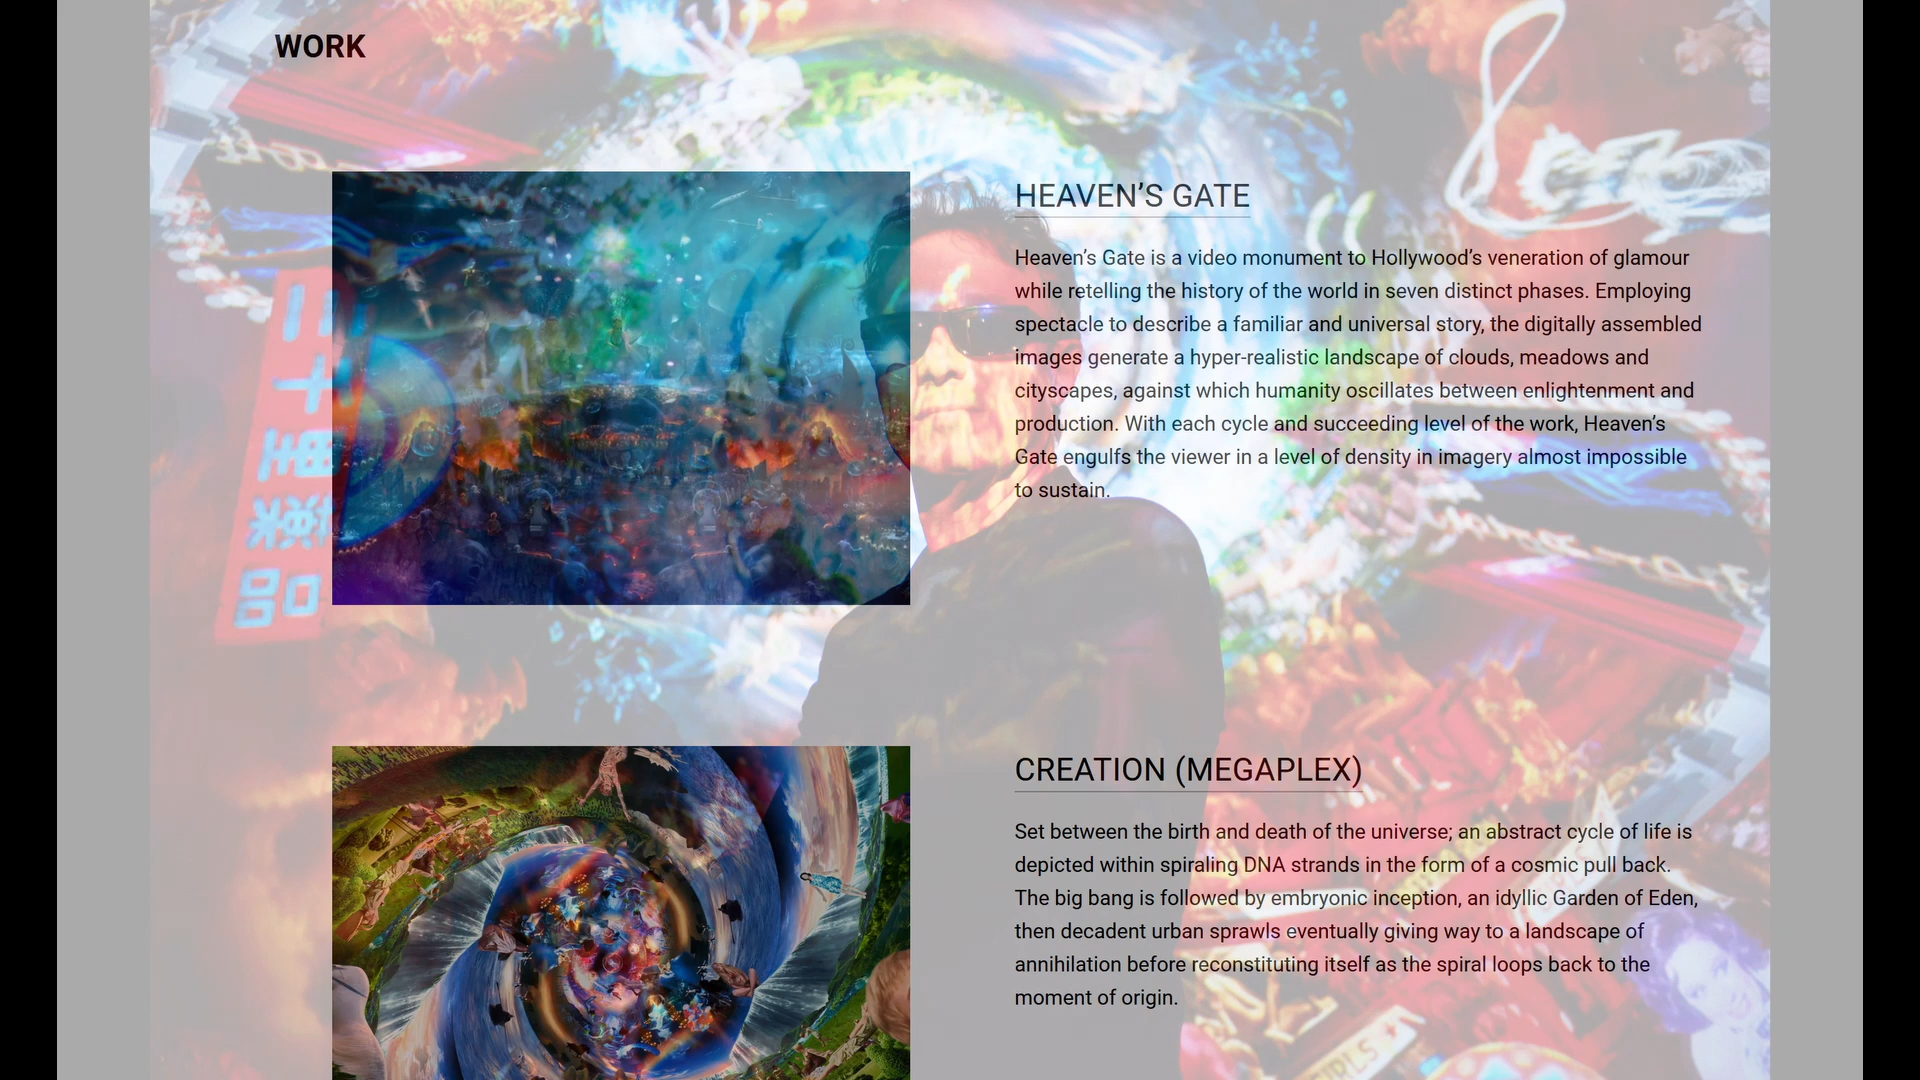 WORK
HEAVEN’S GATE
Heaven’s Gate is a video monument to Hollywood’s veneration of glamour
while retelling the history of the world in seven distinct phases. Employing
spectacle to describe a familiar and universal story, the digitally assembled
images generate a hyper-realistic landscape of clouds, meadows and
cityscapes, against which humanity oscillates between enlightenment and
production. With each cycle and succeeding level of the work, Heaven’s
Gate engulfs the viewer in a level of density in imagery almost impossible
to sustain.
CREATION (MEGAPLEX)
Set between the birth and death of the universe; an abstract cycle of life is
depicted within spiraling DNA strands in the form of a cosmic pull back.
The big bang is followed by embryonic inception, an idyllic Garden of Eden,
then decadent urban sprawls eventually giving way to a landscape of
annihilation before reconstituting itself as the spiral loops back to the
moment of origin.